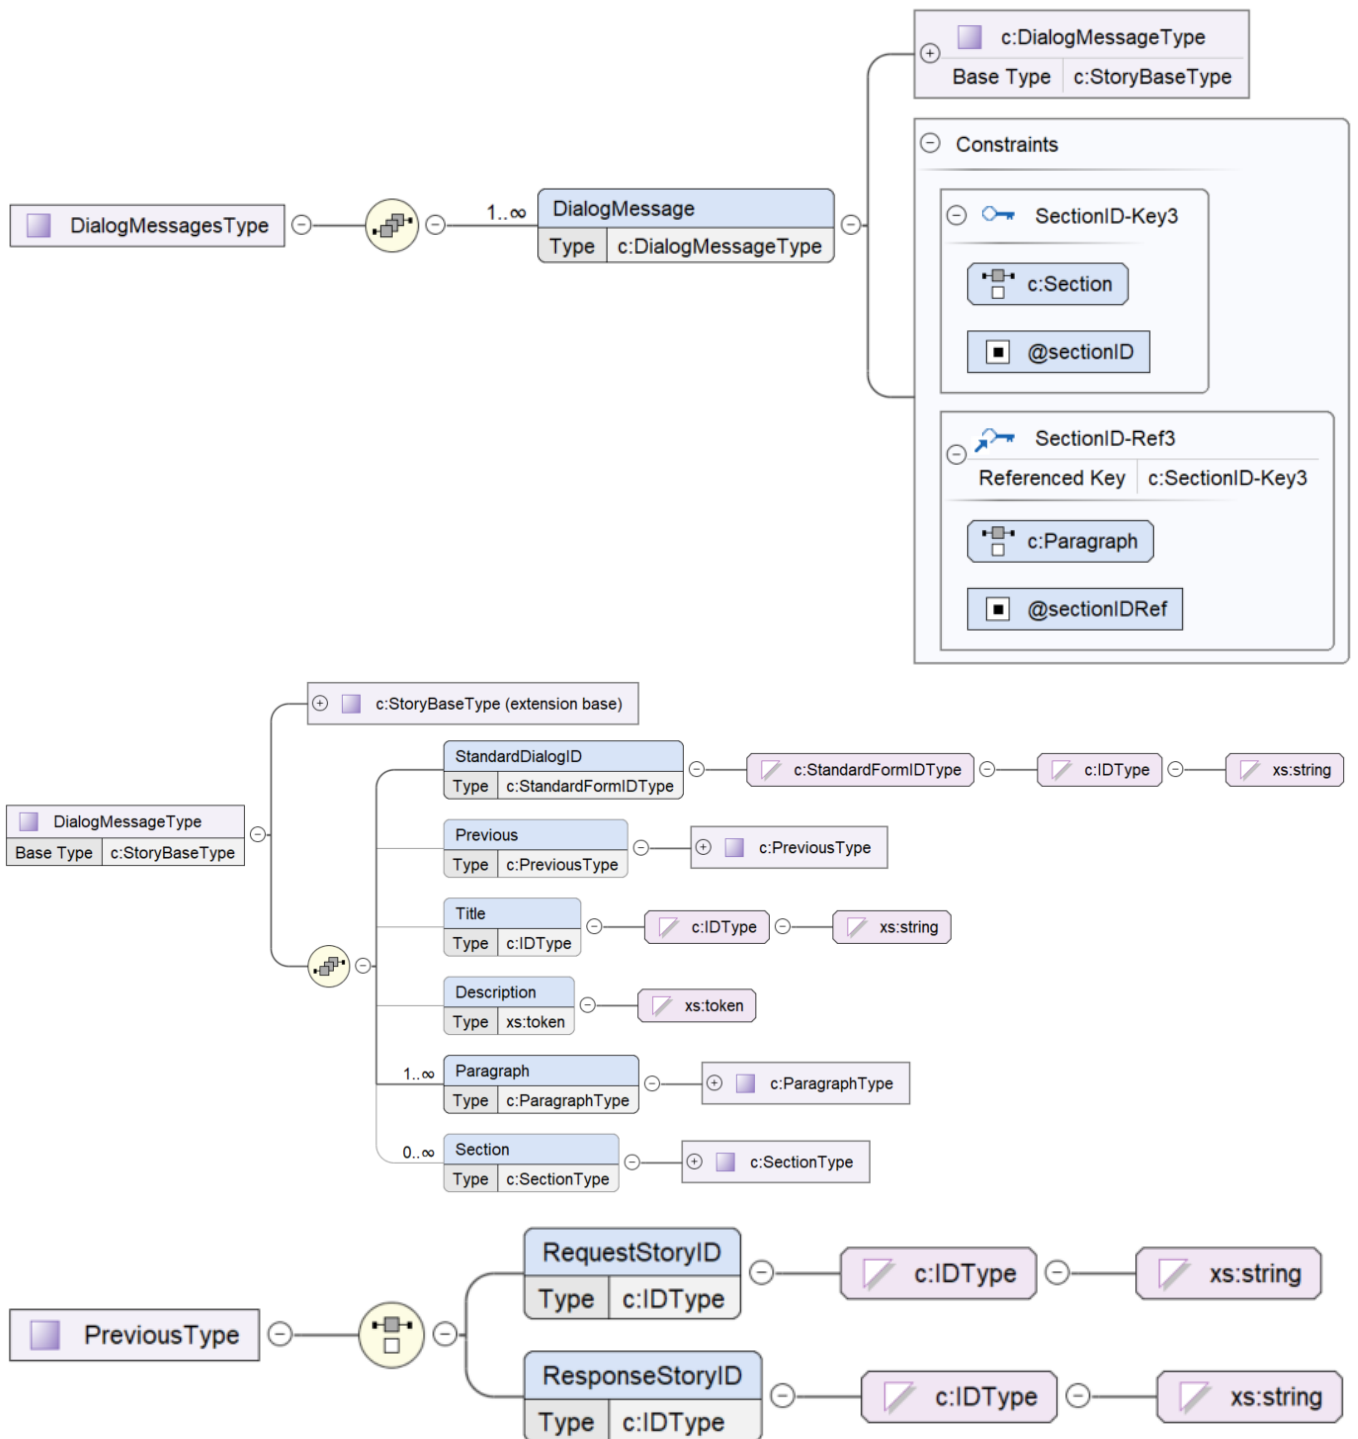 c:DialogMessageType
Base Type c:StoryBaseType
Constraints
SectionID-Key3
c:Section
@sectionID
DialogMessagesType
1..∞
DialogMessage
Type c:DialogMessageType
SectionID-Ref3
Referenced Key c:SectionID-Key3
c:Paragraph
@sectionIDRef
c:StoryBaseType (extension base)
StandardDialogID
Type c:StandardFormIDType
c:StandardFormIDType
c:IDType
xs:string
DialogMessageType
Base Type c:StoryBaseType
Previous
Type c:PreviousType
c:PreviousType
Title
Type c:IDType
c:IDType
xs:string
Description
Type xs:token
xs:token
1..∞
Paragraph
Type c:ParagraphType
c:ParagraphType
0..∞
Section
Type c:SectionType
c:SectionType
PreviousType
RequestStoryID
Type c:IDType
c:IDType
xs:string
ResponseStoryID
Type c:IDType
c:IDType
xs:string